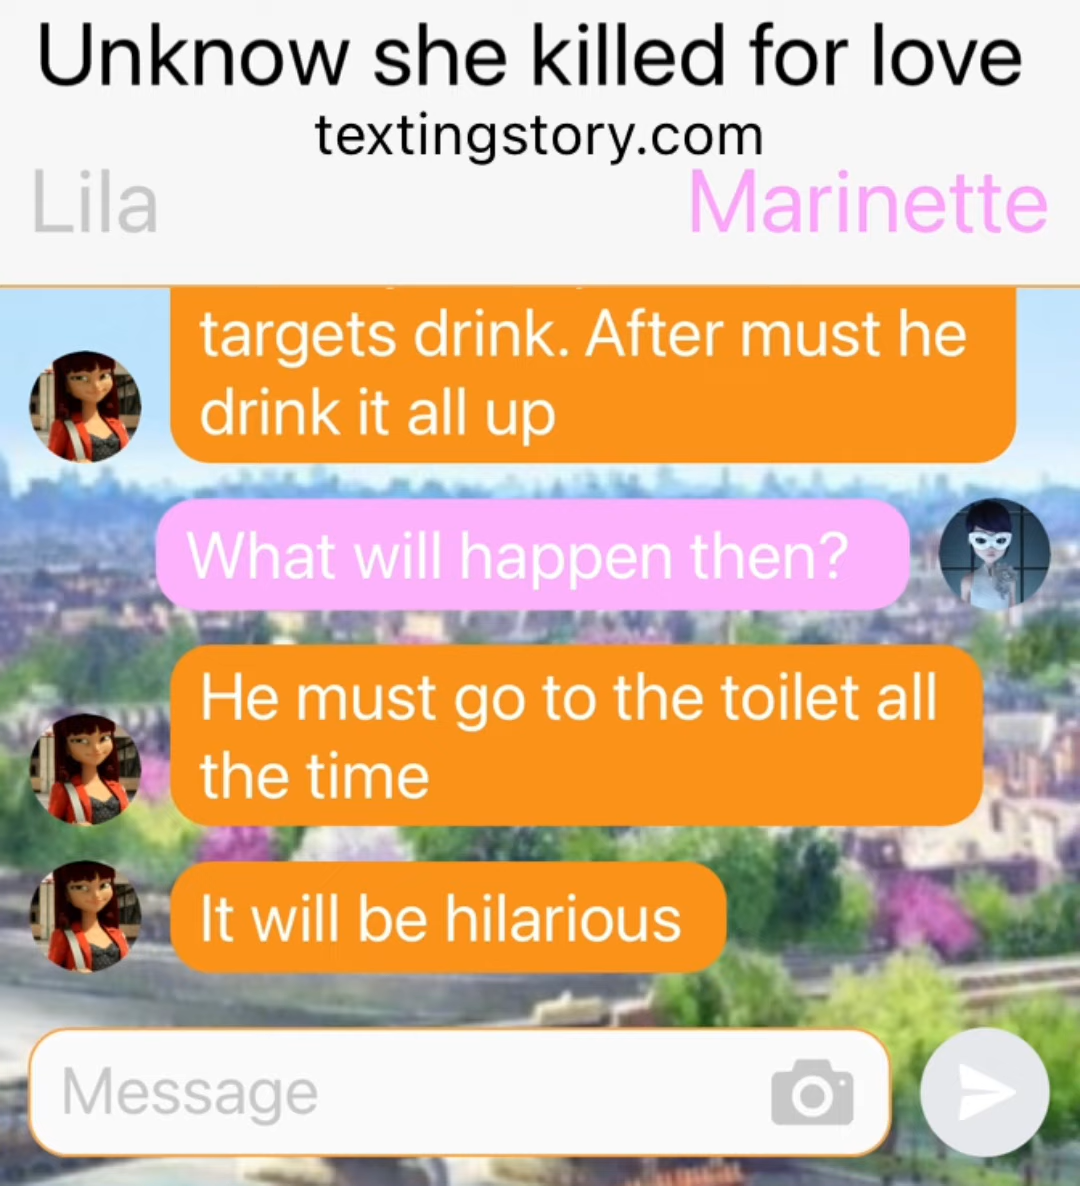 Unknow she killed for love
textingstory.com
Lila
Marinette
targets drink. After must he
drink it all up
What will happen then?
He must go to the toilet all
the time
It will be hilarious
Message